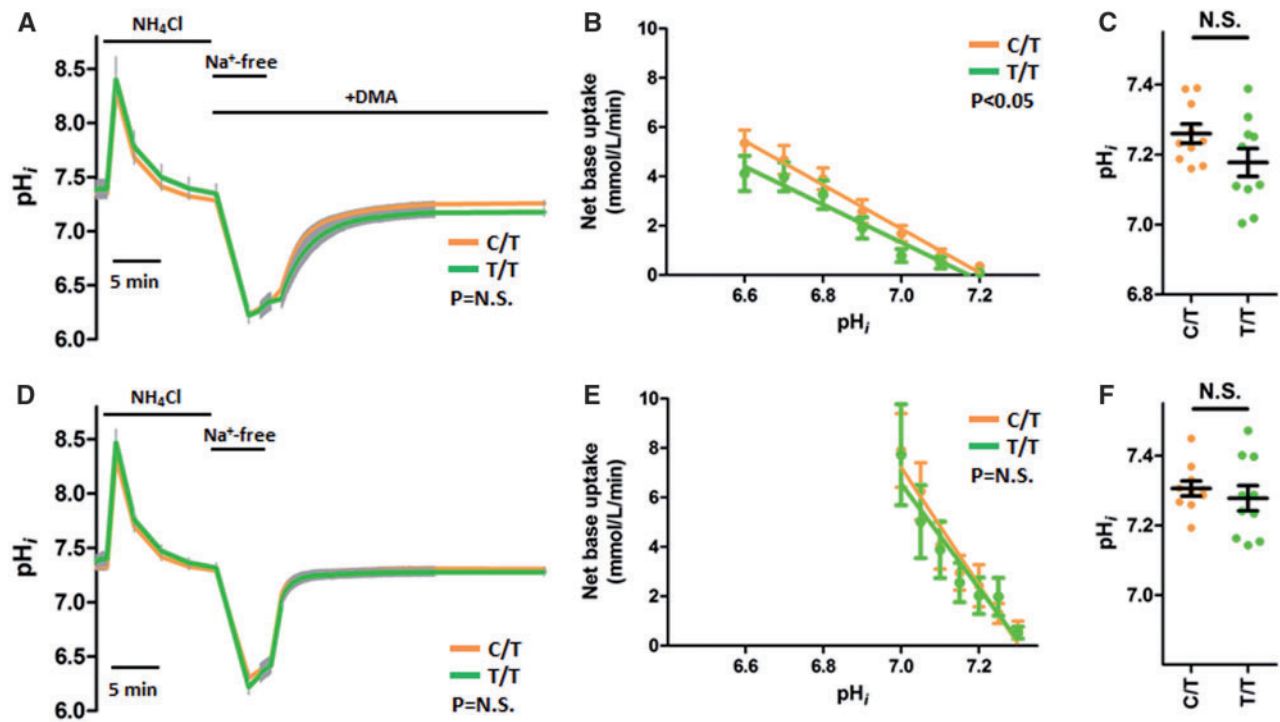 A
NH₄Cl
Na⁺-free
+DMA
8.5
8.0
7.5
7.0
6.5
6.0
pHᵢ
5 min
C/T
T/T
P=N.S.
B
10
8
6
4
2
0
Net base uptake
(mmol/L/min)
C/T
T/T
P<0.05
6.6 6.8 7.0 7.2
pHᵢ
C
N.S.
7.4
7.2
7.0
6.8
pHᵢ
C/T T/T
D
NH₄Cl
Na⁺-free
8.5
8.0
7.5
7.0
6.5
6.0
pHᵢ
5 min
C/T
T/T
P=N.S.
E
10
8
6
4
2
0
Net base uptake
(mmol/L/min)
C/T
T/T
P=N.S.
6.6 6.8 7.0 7.2
pHᵢ
F
N.S.
7.4
7.2
7.0
pHᵢ
C/T T/T